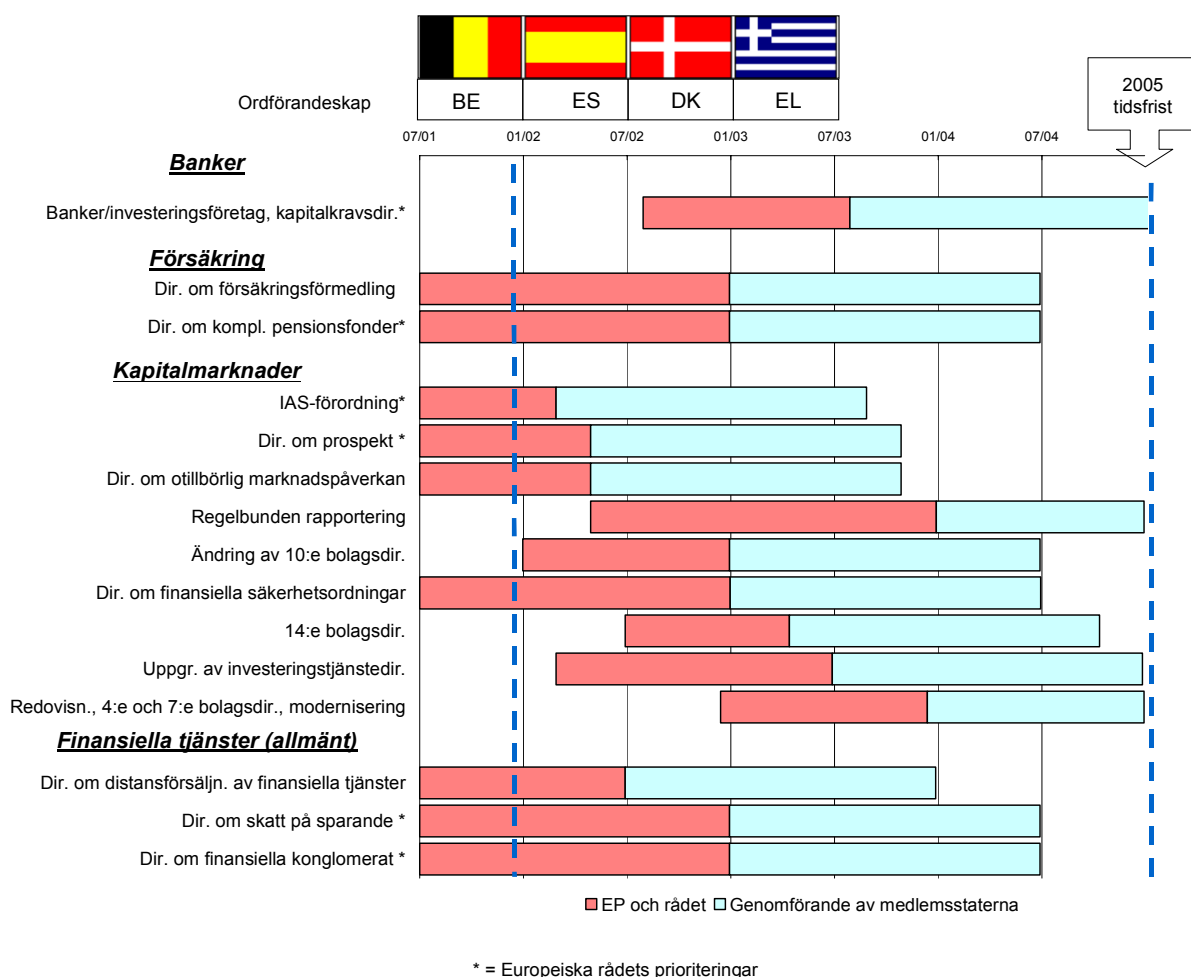 2005
tidsfrist
Ordförandeskap
BE ES DK EL
07/01 01/02 07/02 01/03 07/03 01/04 07/04
Banker
Banker/investeringsföretag, kapitalkravsdir.*
Försäkring
Dir. om försäkringsförmedling
Dir. om kompl. pensionsfonder*
Kapitalmarknader
IAS-förordning*
Dir. om prospekt *
Dir. om otillbörlig marknadspåverkan
Regelbunden rapportering
Ändring av 10:e bolagsdir.
Dir. om finansiella säkerhetsordningar
14:e bolagsdir.
Uppgr. av investeringstjänstedir.
Redovisn., 4:e och 7:e bolagsdir., modernisering
Finansiella tjänster (allmänt)
Dir. om distansförsäljn. av finansiella tjänster
Dir. om skatt på sparande *
Dir. om finansiella konglomerat *
EP och rådet Genomförande av medlemsstaterna
* = Europeiska rådets prioriteringar